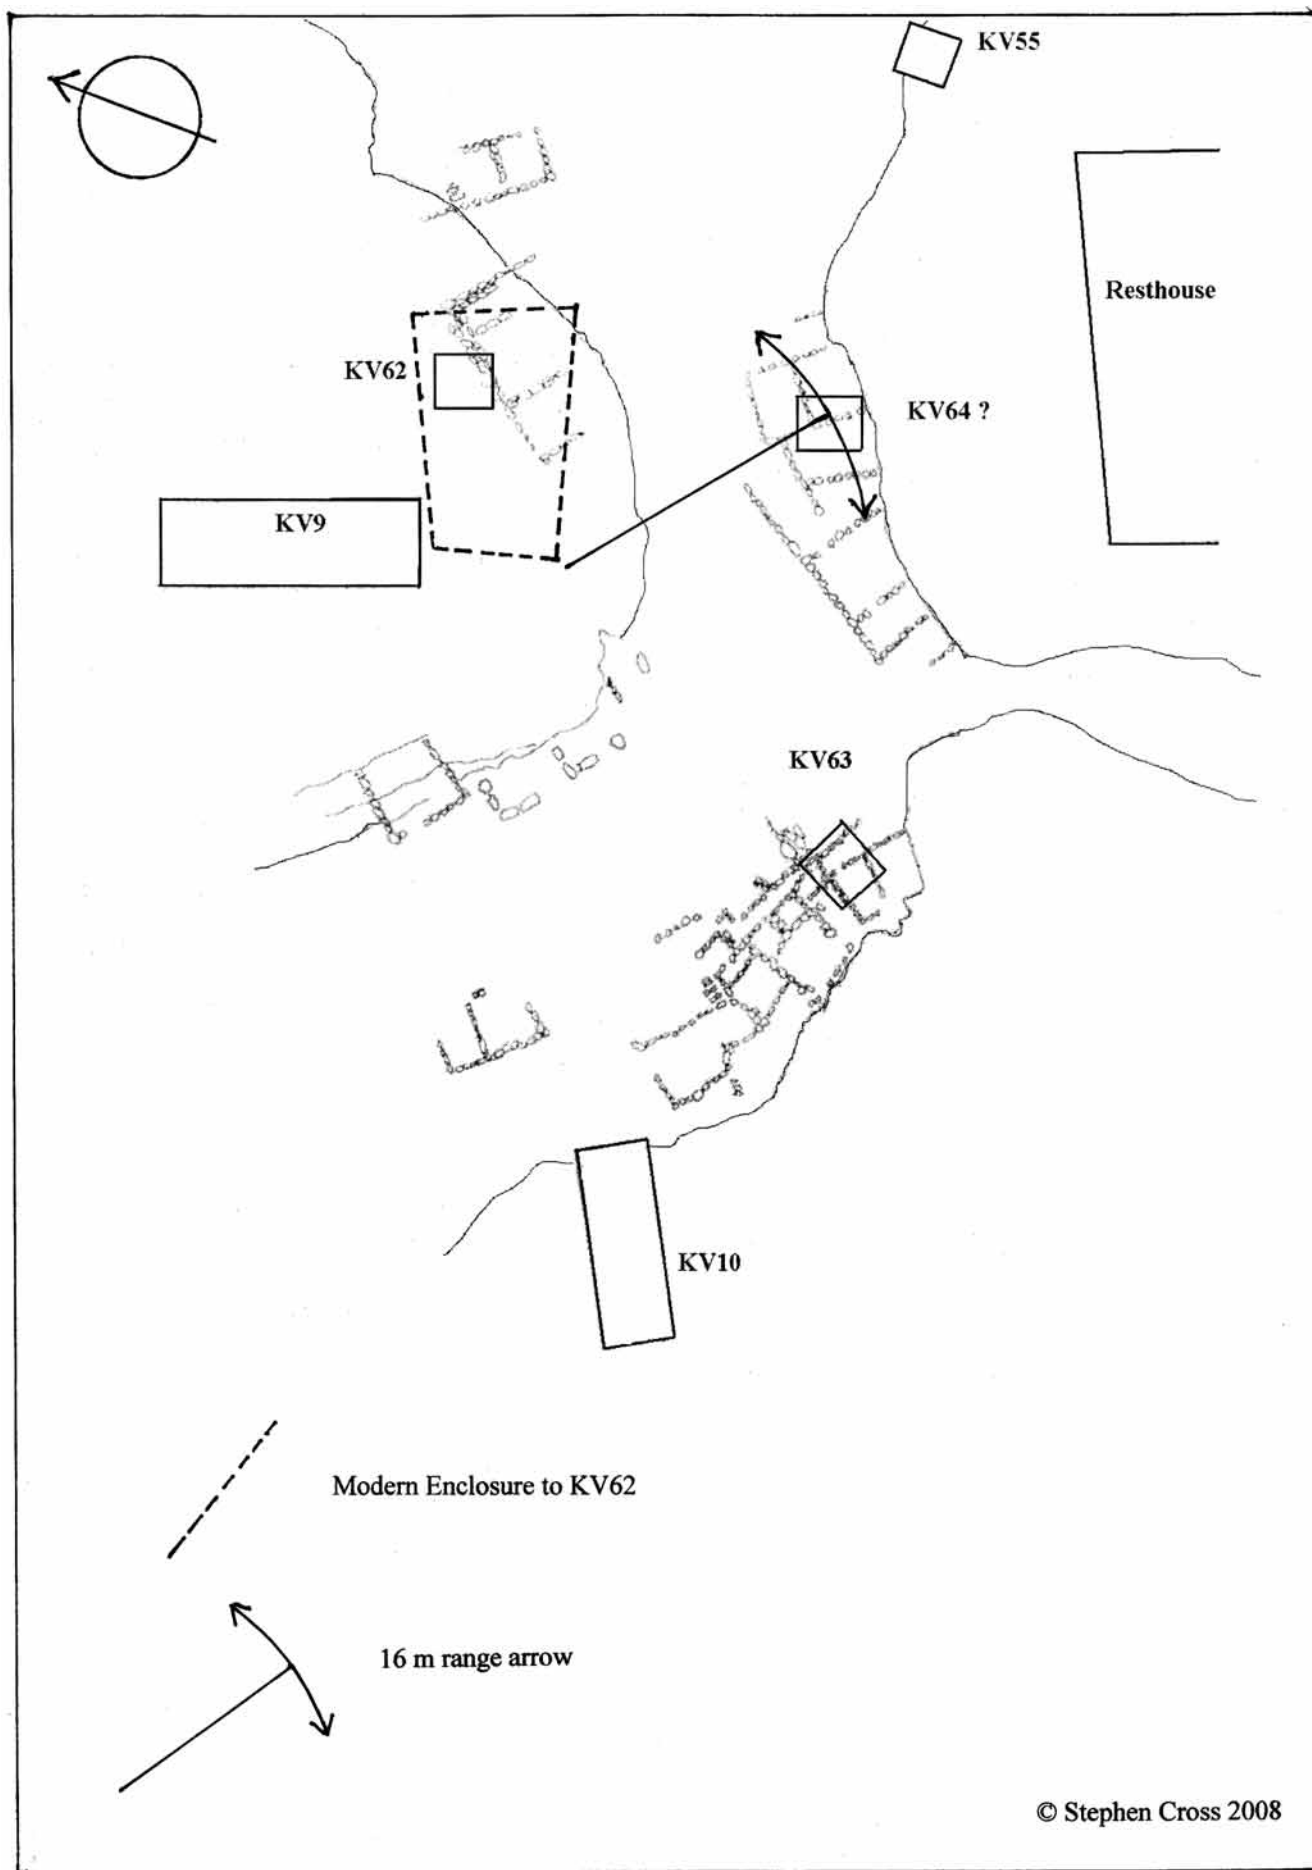 KV55
Resthouse
KV62
KV64 ?
KV9
KV63
KV10
Modern Enclosure to KV62
16 m range arrow
© Stephen Cross 2008